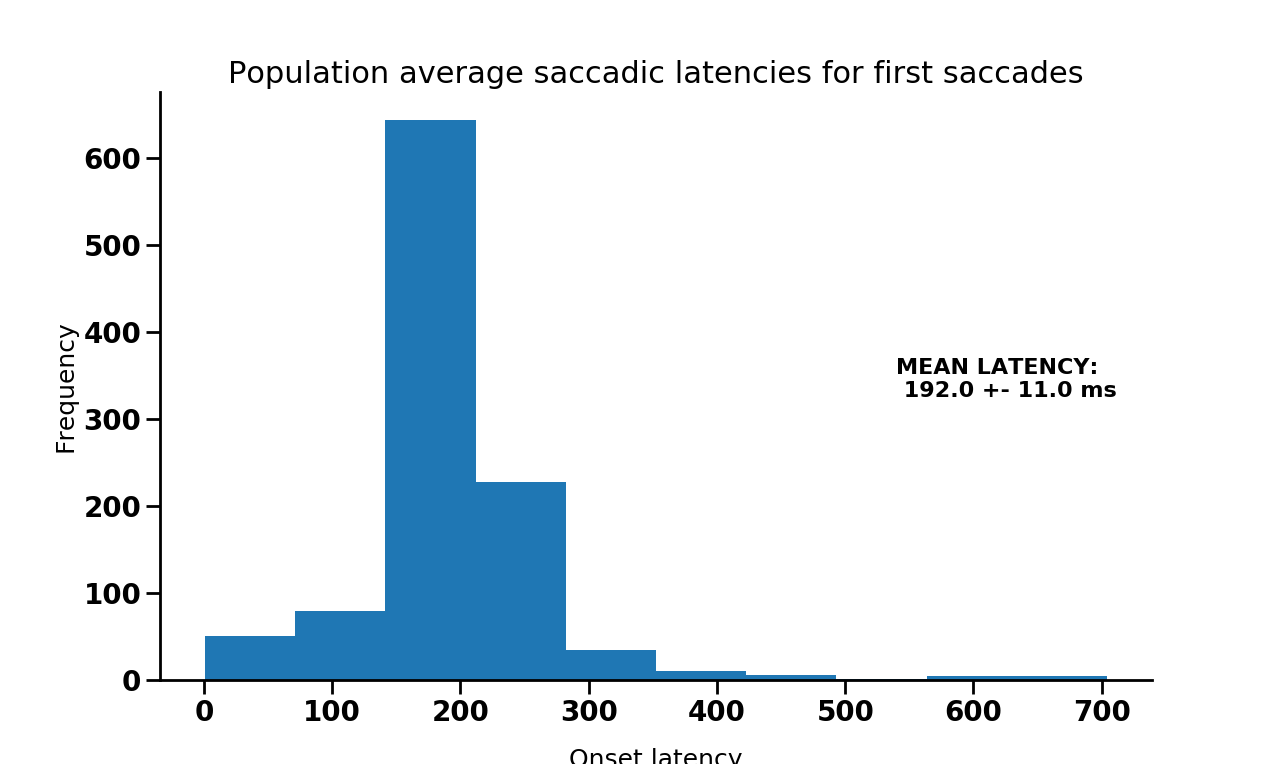 Population average saccadic latencies for first saccades
600
500
400
300
200
100
0
Frequency
MEAN LATENCY:
192.0 +- 11.0 ms
0 100 200 300 400 500 600 700
Onset latency